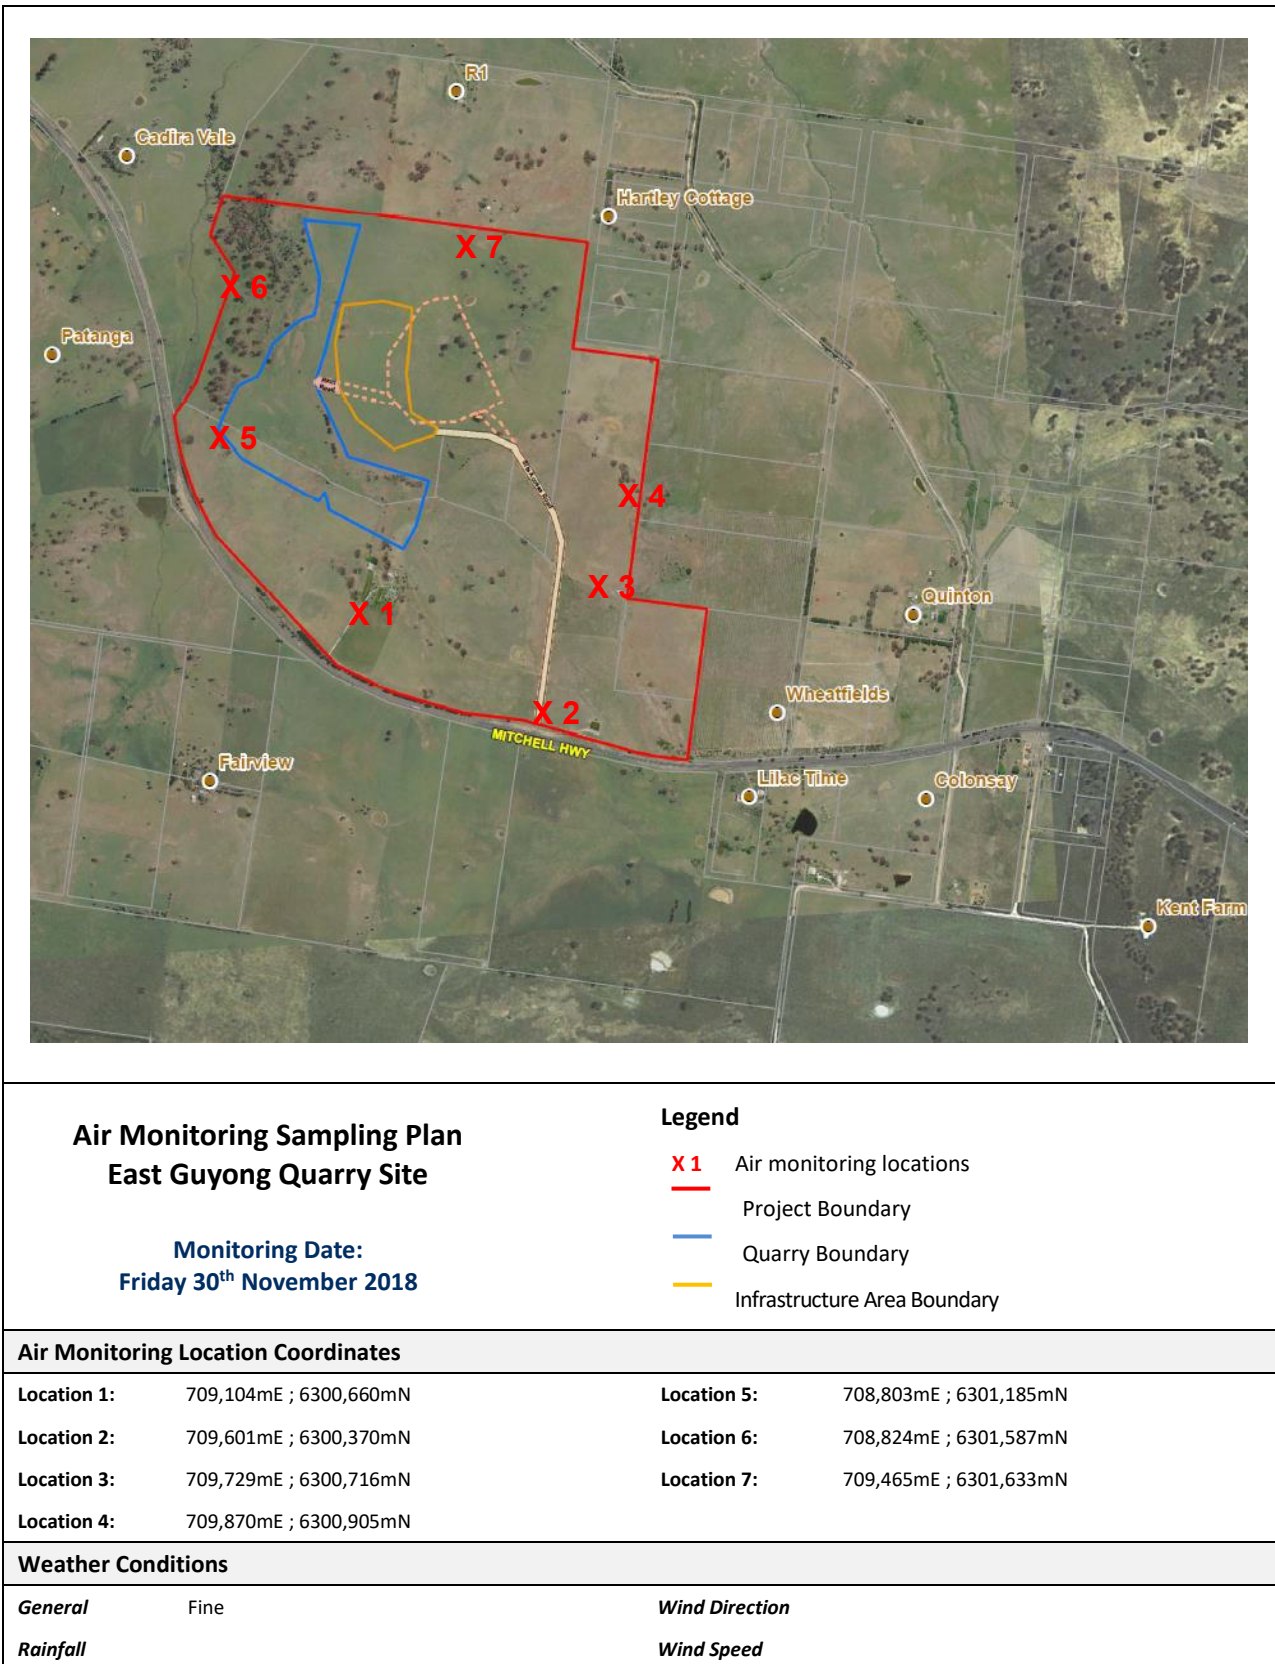 R1
Cadira Vale
Hartley Cottage
X 7
X 6
Patanga
X 5
X 4
X 3
Quinton
X 1
Wheatfields
X 2
MITCHELL HWY
Fairview
Lilac Time
Colonsay
Kent Farm
Air Monitoring Sampling Plan
East Guyong Quarry Site
Monitoring Date:
Friday 30th November 2018
Legend
X 1 Air monitoring locations
Project Boundary
Quarry Boundary
Infrastructure Area Boundary
Air Monitoring Location Coordinates
Location 1: 709,104mE ; 6300,660mN
Location 5: 708,803mE ; 6301,185mN
Location 2: 709,601mE ; 6300,370mN
Location 6: 708,824mE ; 6301,587mN
Location 3: 709,729mE ; 6300,716mN
Location 7: 709,465mE ; 6301,633mN
Location 4: 709,870mE ; 6300,905mN
Weather Conditions
General Fine
Wind Direction
Rainfall
Wind Speed